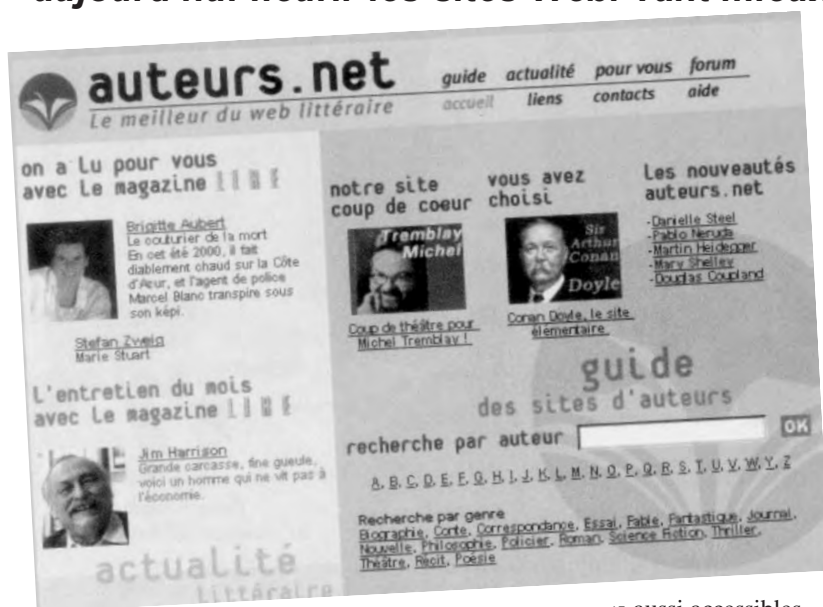 aujourd'hui nourrir les sites Web. Tant mieux
auteurs.net
Le meilleur du web littéraire
guide actualité pour vous forum
accueil liens contacts aide
on a Lu pour vous
avec Le magazine LIRE
Brigitte Aubert
Le couturier de la mort
En cet été 2000, il fait
diablement chaud sur la Côte
d'Azur, et l'agent de police
Marcel Blanc transpire sous
son képi.
Stefan Zweig
Marie Stuart
L'entretien du mois
avec Le magazine LIRE
Jim Harrison
Grande carcasse, fine gueule,
voici un homme qui ne vit pas à
l'économie.
actualité
Littéraire
notre site
coup de coeur
Tremblay
Michel
Coup de théâtre pour
Michel Tremblay !
vous avez
choisi
Sir
Arthur
Conan
Doyle
Conan Doyle, le site
élémentaire
Les nouveautés
auteurs.net
-Danielle Steel
-Pablo Neruda
-Martin Heidegger
-Mary Shelley
-Douglas Coupland
guide
des sites d'auteurs
recherche par auteur OK
A, B, C, D, E, F, G, H, I, J, K, L, M, N, O, P, Q, R, S, T, U, V, W, Y, Z
Recherche par genre
Biographie, Conte, Correspondance, Essai, Fable, Fantastique, Journal,
Nouvelle, Philosophie, Policier, Roman, Science Fiction, Thriller,
Théâtre, Récit, Poésie
aussi accessibles